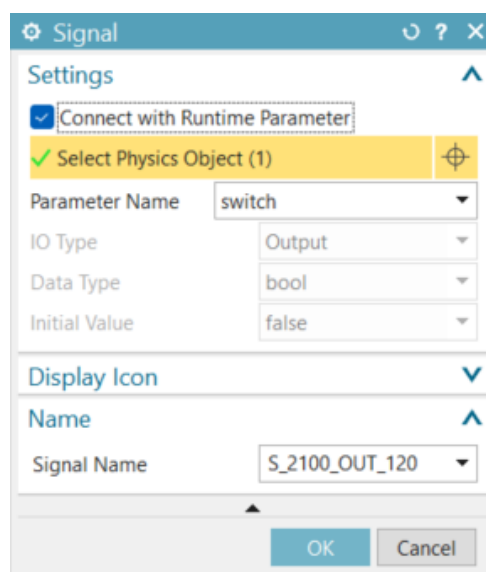 Signal ? X
Settings
Connect with Runtime Parameter
Select Physics Object (1)
Parameter Name switch
IO Type Output
Data Type bool
Initial Value false
Display Icon
Name
Signal Name S_2100_OUT_120
OK Cancel